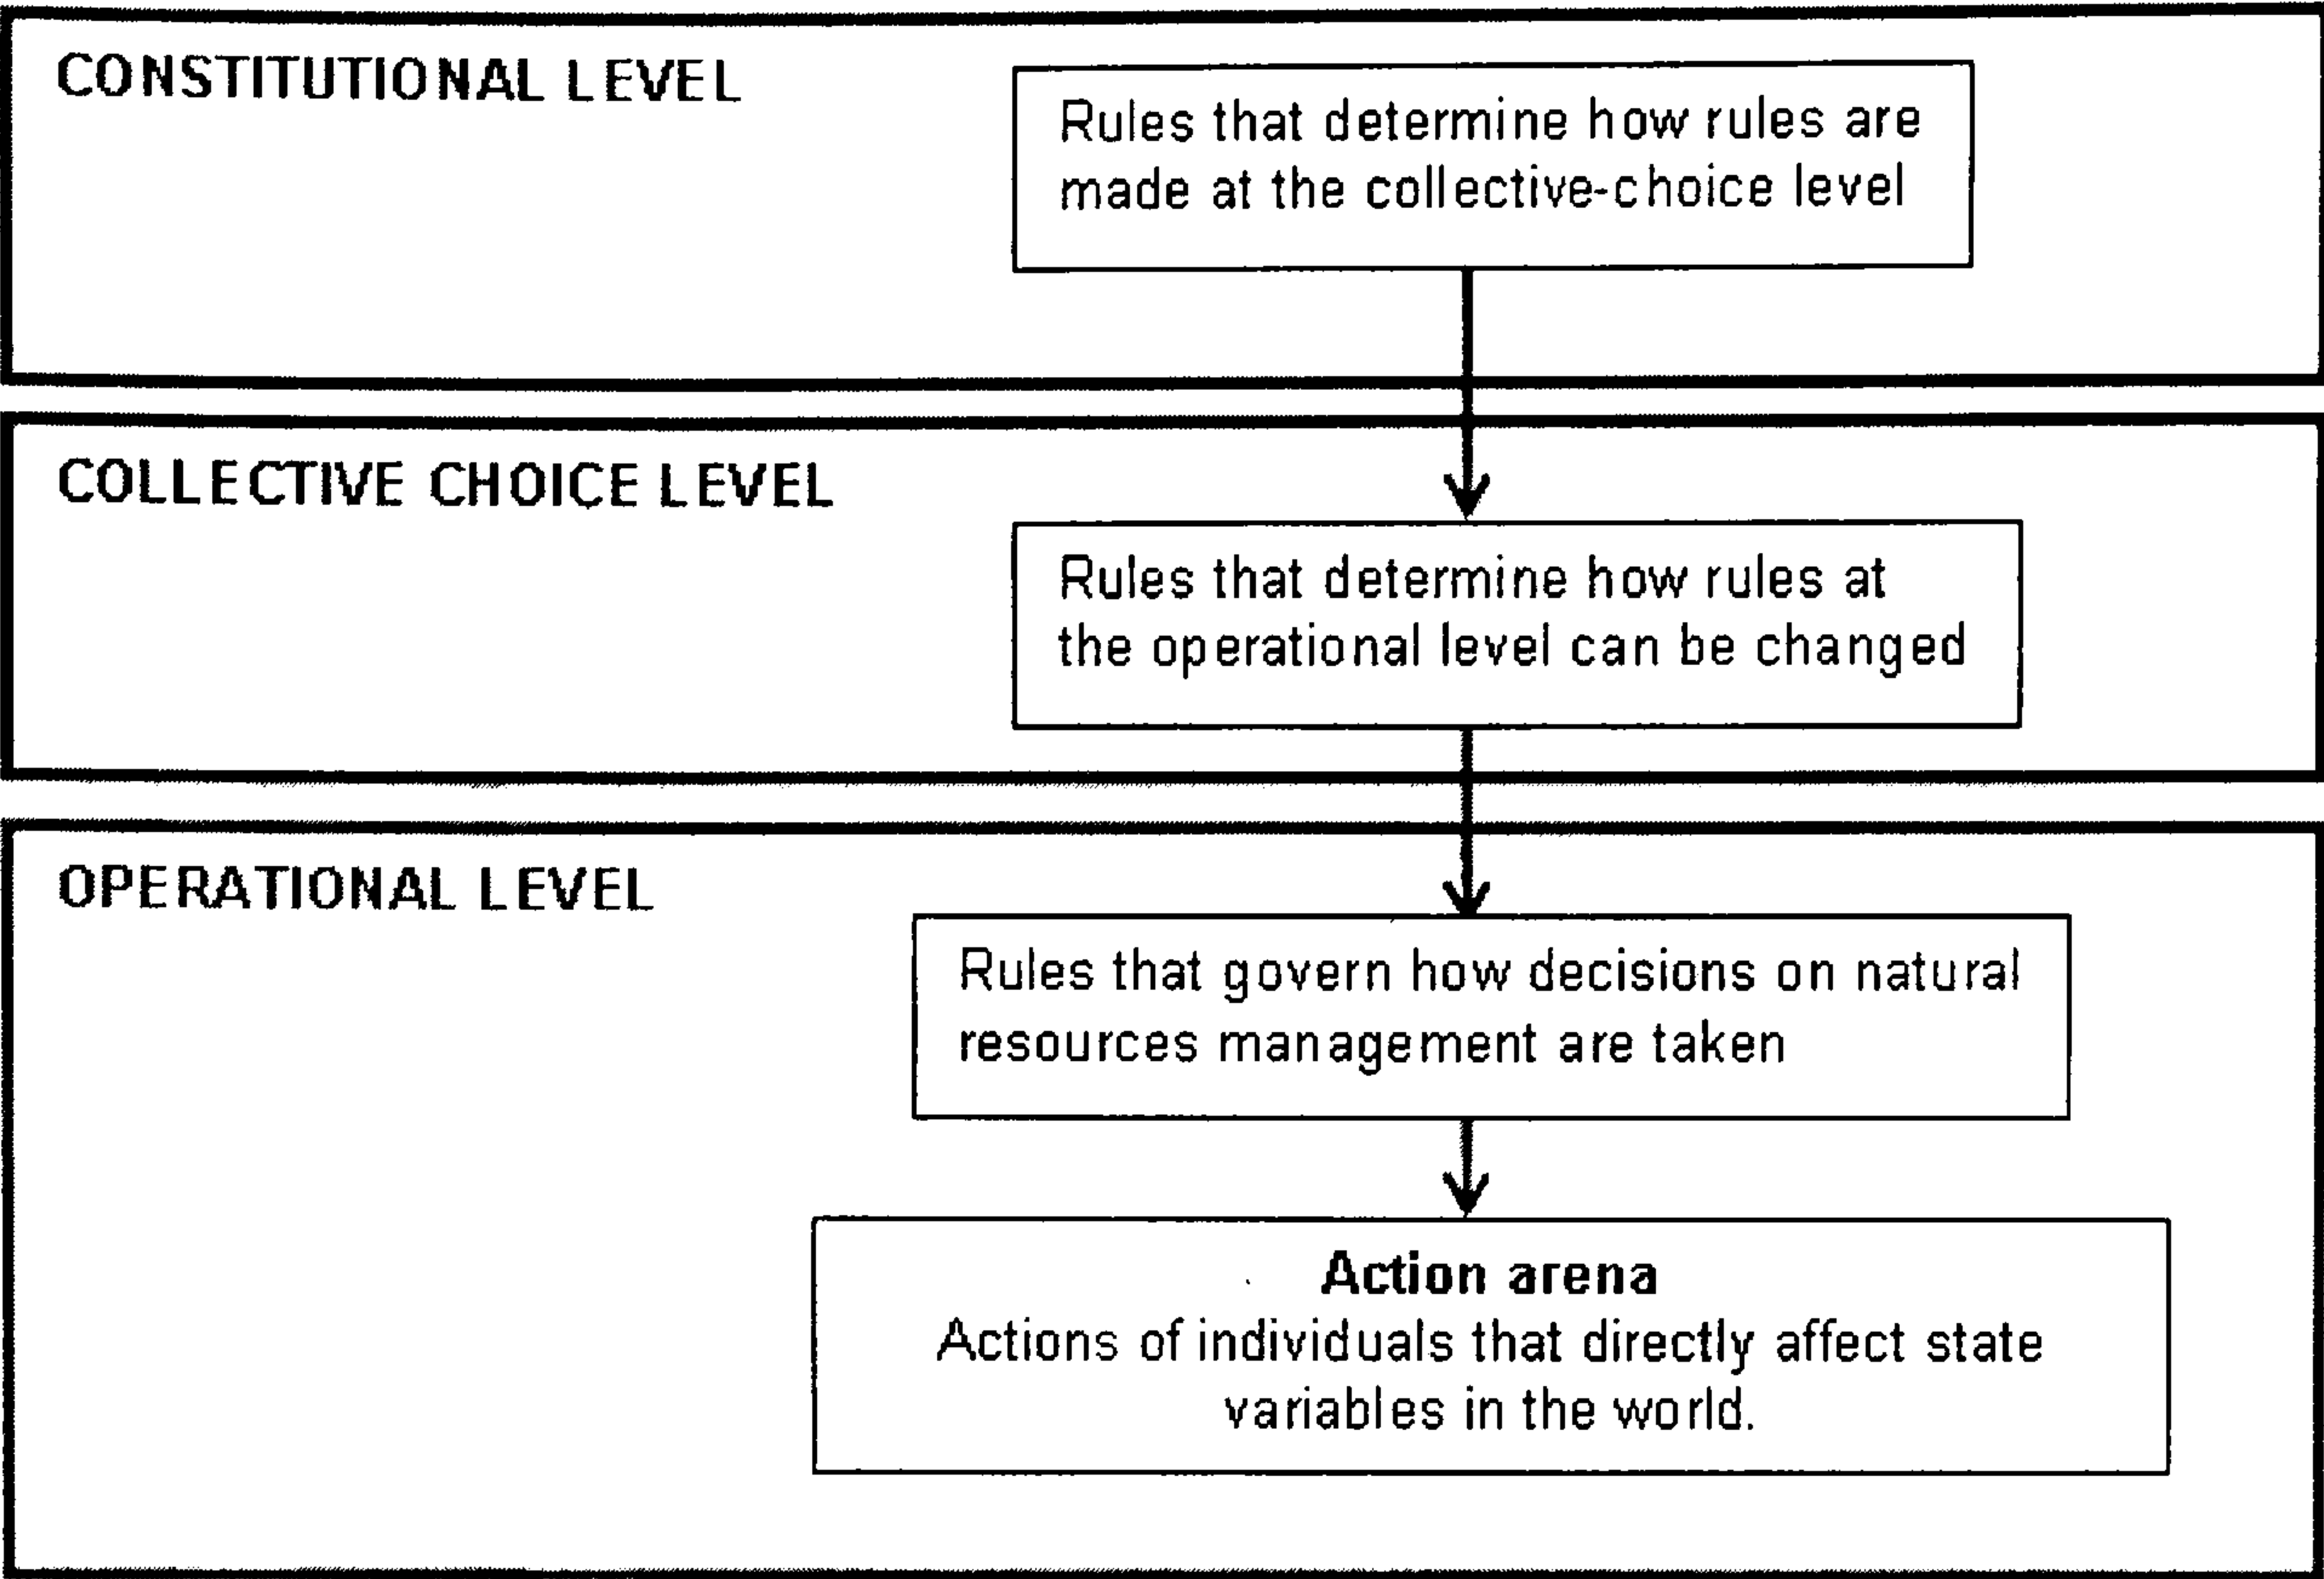 CONSTITUTIONAL LEVEL
Rules that determine how rules are
made at the collective-choice level
COLLECTIVE CHOICE LEVEL
Rules that determine how rules at
the operational level can be changed
OPERATIONAL LEVEL
Rules that govern how decisions on natural
resources management are taken
Action arena
Actions of individuals that directly affect state
variables in the world.